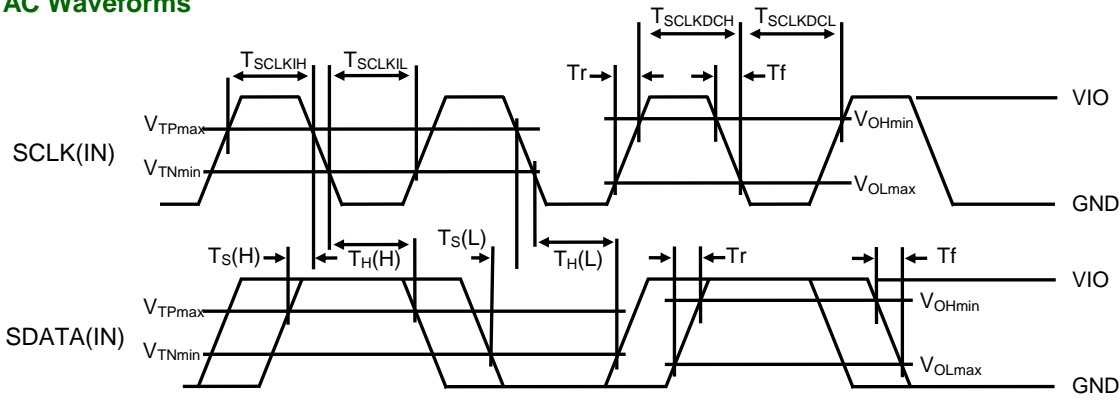 AC Waveforms
TSCLKDCH TSCLKDCL
TSCLKIH TSCLKIL
Tr Tf
VIO
VTPmax VOHmin
SCLK(IN)
VTNmin VOLmax
GND
TS(H) TH(H) TS(L) TH(L) Tr Tf
VIO
VTPmax VOHmin
SDATA(IN)
VTNmin VOLmax
GND